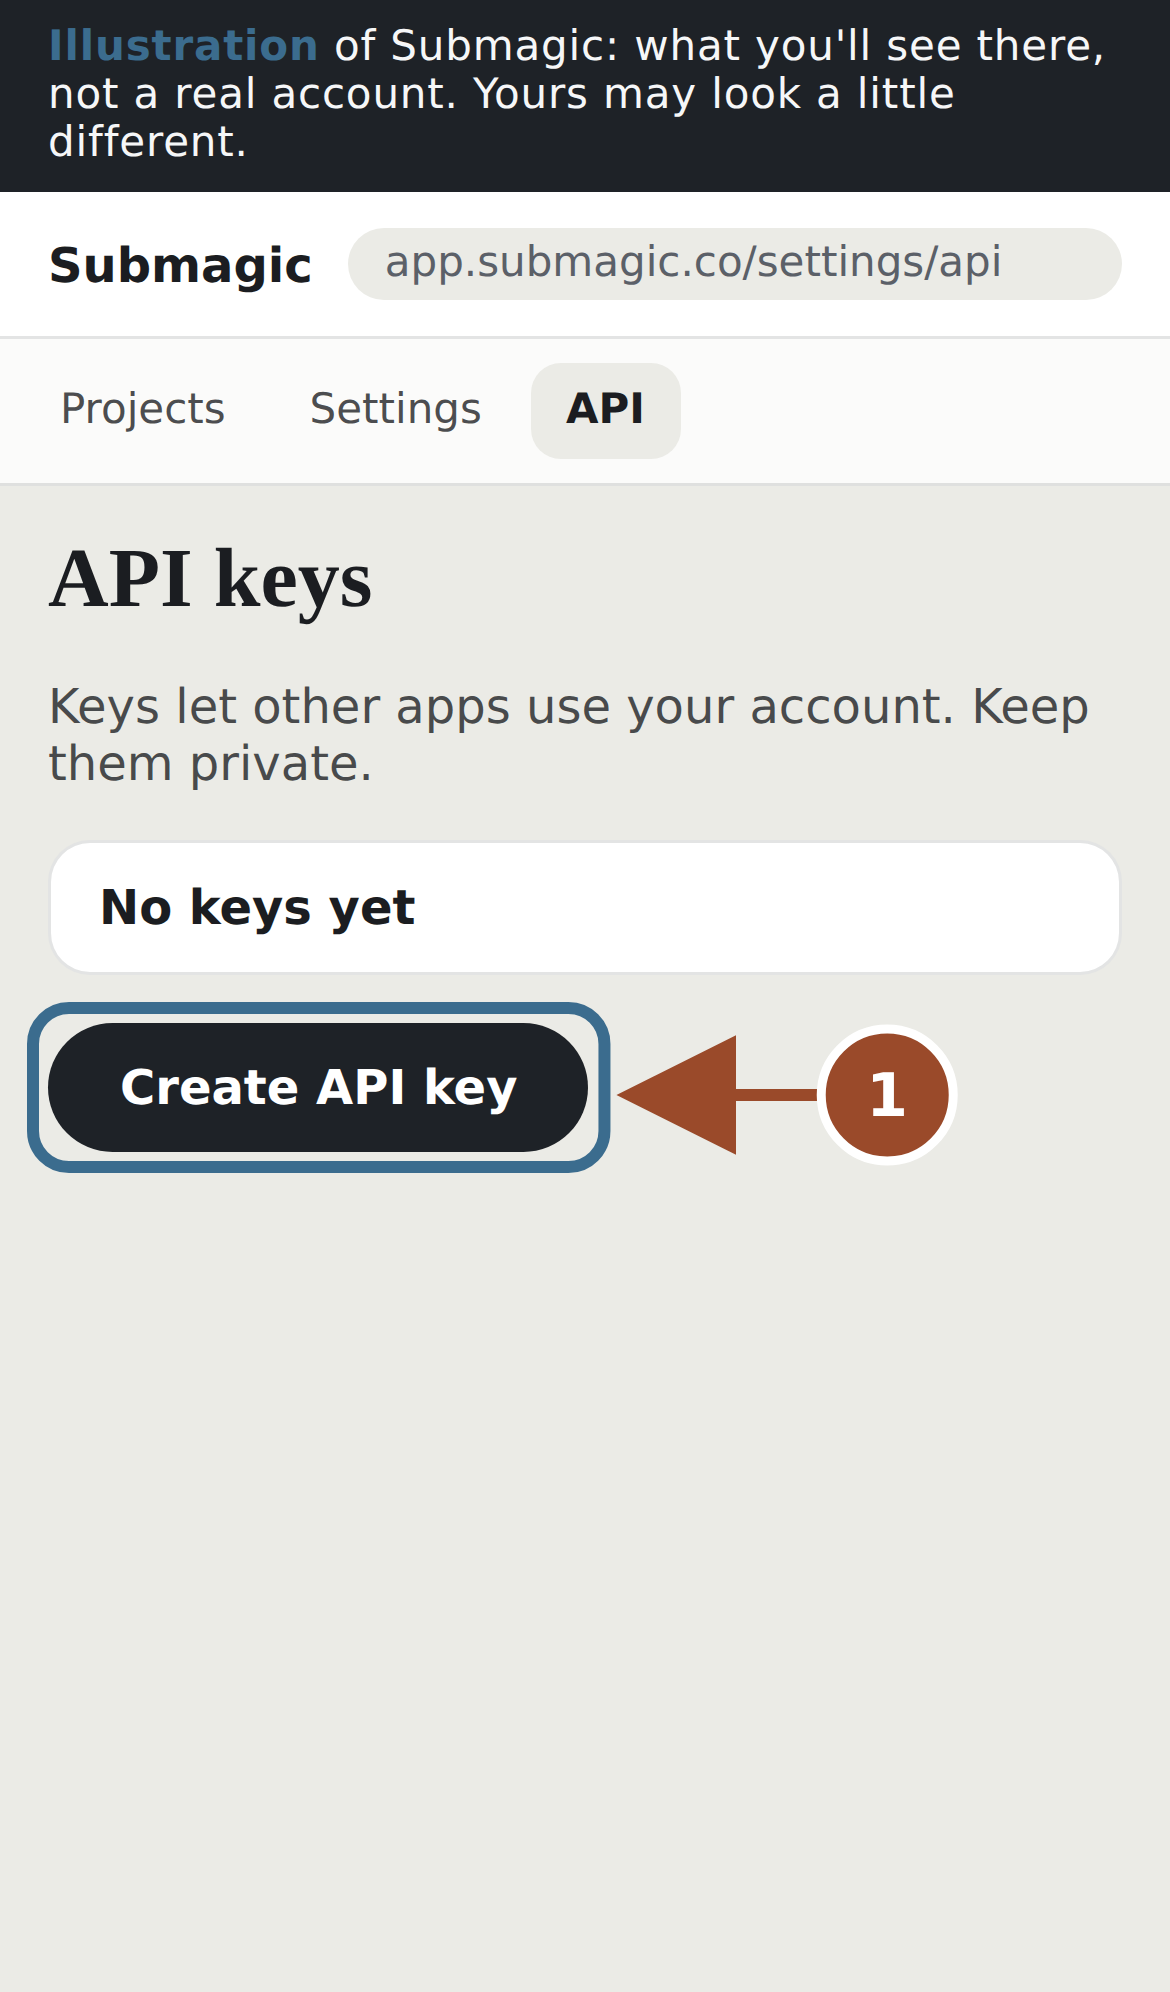 Illustration of Submagic: what you'll see there,
not a real account. Yours may look a little
different.
Submagic
app.submagic.co/settings/api
Projects
Settings
API
API keys
Keys let other apps use your account. Keep
them private.
No keys yet
Create API key
1